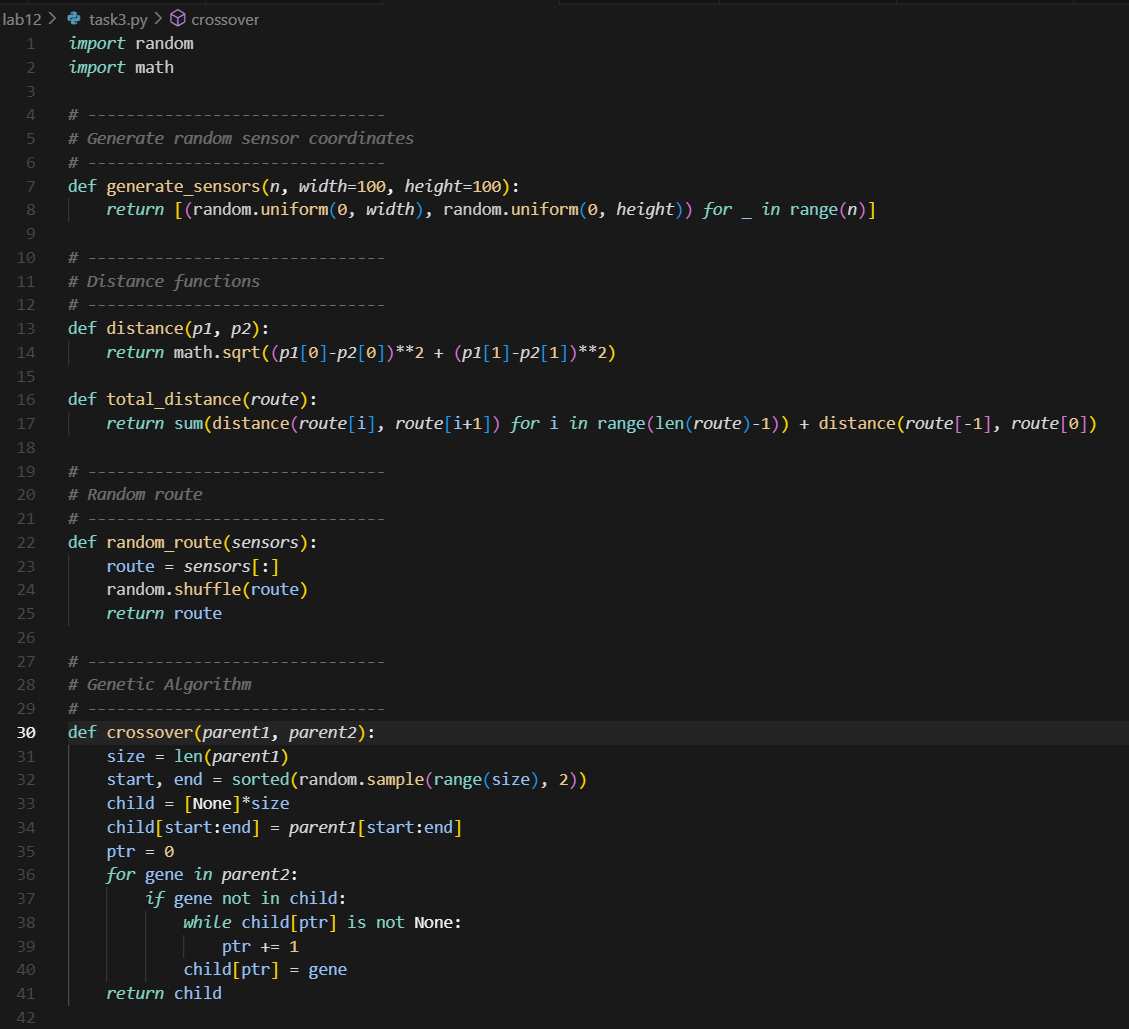 lab12 > task3.py > crossover
1 import random
2 import math
3
4 # -------------------------------
5 # Generate random sensor coordinates
6 # -------------------------------
7 def generate_sensors(n, width=100, height=100):
8     return [(random.uniform(0, width), random.uniform(0, height)) for _ in range(n)]
9
10 # -------------------------------
11 # Distance functions
12 # -------------------------------
13 def distance(p1, p2):
14     return math.sqrt((p1[0]-p2[0])**2 + (p1[1]-p2[1])**2)
15
16 def total_distance(route):
17     return sum(distance(route[i], route[i+1]) for i in range(len(route)-1)) + distance(route[-1], route[0])
18
19 # -------------------------------
20 # Random route
21 # -------------------------------
22 def random_route(sensors):
23     route = sensors[:]
24     random.shuffle(route)
25     return route
26
27 # -------------------------------
28 # Genetic Algorithm
29 # -------------------------------
30 def crossover(parent1, parent2):
31     size = len(parent1)
32     start, end = sorted(random.sample(range(size), 2))
33     child = [None]*size
34     child[start:end] = parent1[start:end]
35     ptr = 0
36     for gene in parent2:
37         if gene not in child:
38             while child[ptr] is not None:
39                 ptr += 1
40             child[ptr] = gene
41     return child
42